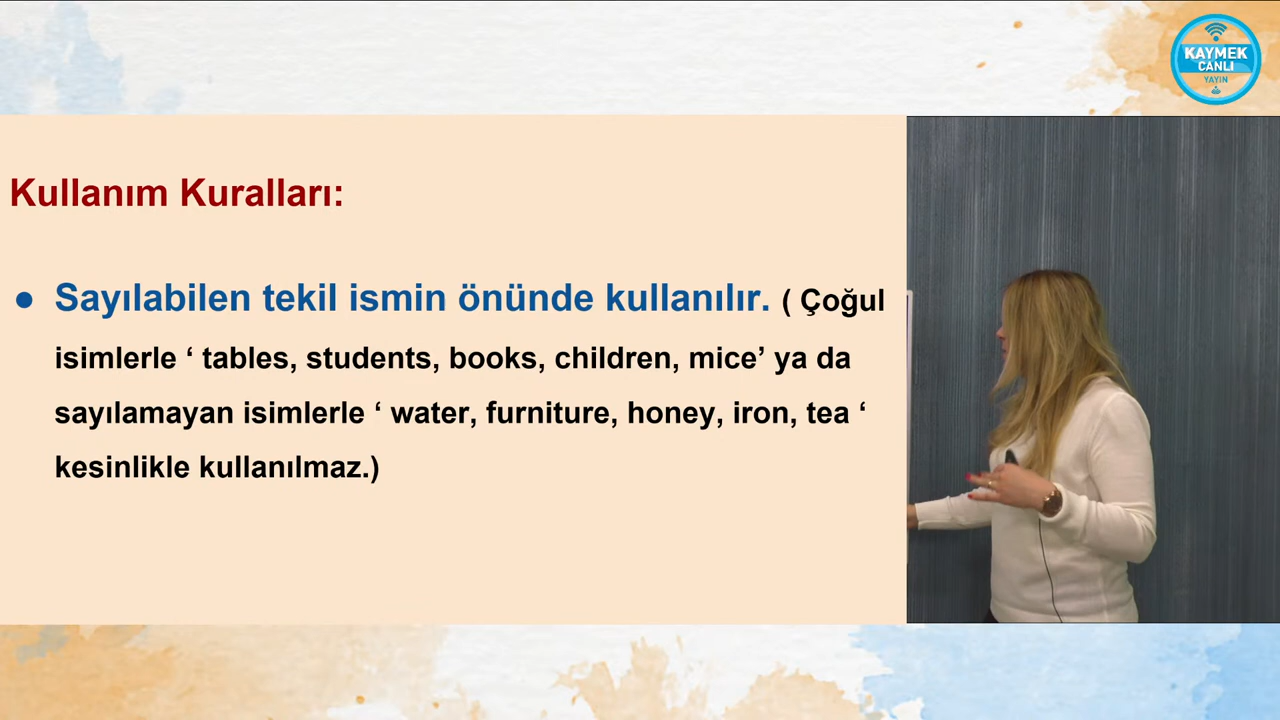 KAYMEK
CANLI
YAYIN
Kullanım Kuralları:
● Sayılabilen tekil ismin önünde kullanılır. ( Çoğul
isimlerle ‘ tables, students, books, children, mice’ ya da
sayılamayan isimlerle ‘ water, furniture, honey, iron, tea ‘
kesinlikle kullanılmaz.)